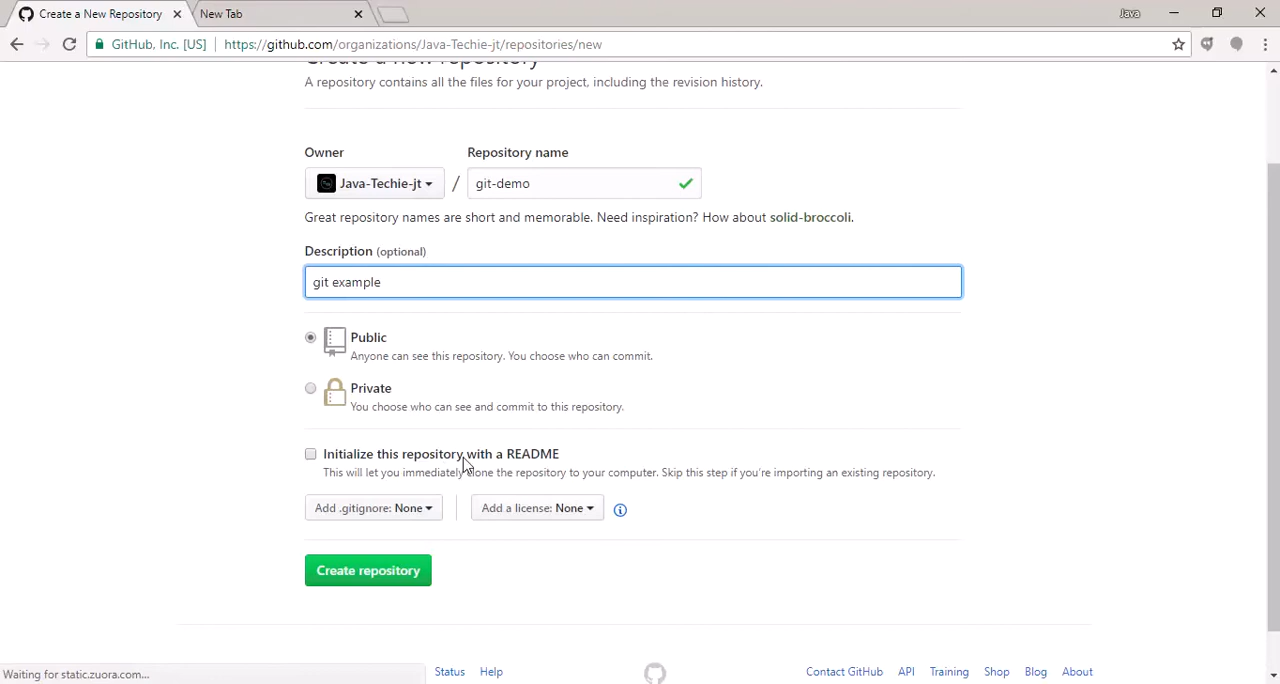 Create a New Repository
New Tab
Java
GitHub, Inc. [US]
https://github.com/organizations/Java-Techie-jt/repositories/new
Create a new repository
A repository contains all the files for your project, including the revision history.
Owner
Repository name
Java-Techie-jt
/
git-demo
Great repository names are short and memorable. Need inspiration? How about solid-broccoli.
Description (optional)
git example
Public
Anyone can see this repository. You choose who can commit.
Private
You choose who can see and commit to this repository.
Initialize this repository with a README
This will let you immediately clone the repository to your computer. Skip this step if you're importing an existing repository.
Add .gitignore: None
Add a license: None
Create repository
Waiting for static.zuora.com...
Status
Help
Contact GitHub
API
Training
Shop
Blog
About